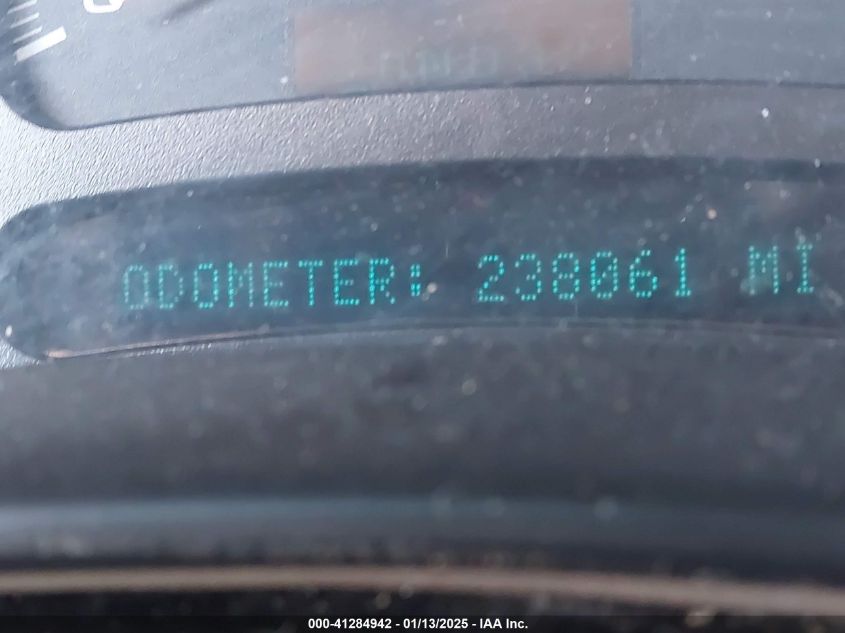 ODOMETER: 238061 MI
000-41284942 - 01/13/2025 - IAA Inc.